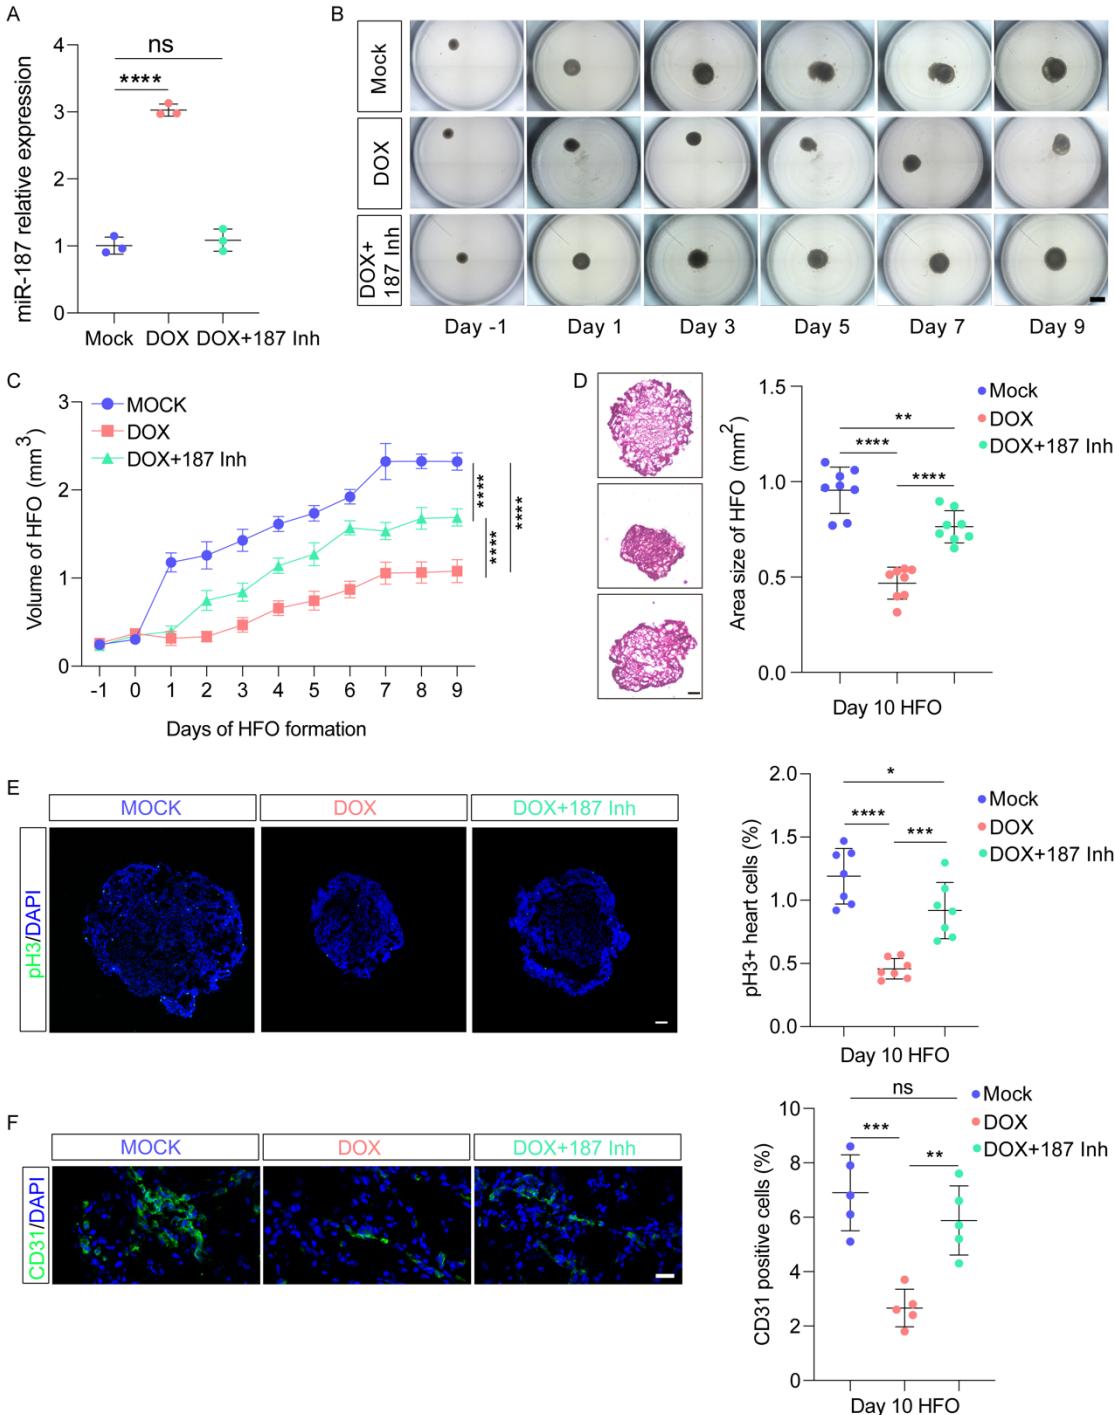 A
miR-187 relative expression
4
3
2
1
0
ns
****
Mock DOX DOX+187 Inh
B
Mock
DOX
DOX+
187 Inh
Day -1 Day 1 Day 3 Day 5 Day 7 Day 9
C
Volume of HFO (mm3)
3
2
1
0
MOCK
DOX
DOX+187 Inh
****
****
****
-1 0 1 2 3 4 5 6 7 8 9
Days of HFO formation
D
Area size of HFO (mm2)
1.5
1.0
0.5
0.0
**
****
****
Mock
DOX
DOX+187 Inh
Day 10 HFO
E
MOCK DOX DOX+187 Inh
pH3/DAPI
pH3+ heart cells (%)
2.0
1.5
1.0
0.5
0.0
*
****
***
Mock
DOX
DOX+187 Inh
Day 10 HFO
F
MOCK DOX DOX+187 Inh
CD31/DAPI
CD31 positive cells (%)
10
8
6
4
2
0
ns
***
**
Mock
DOX
DOX+187 Inh
Day 10 HFO